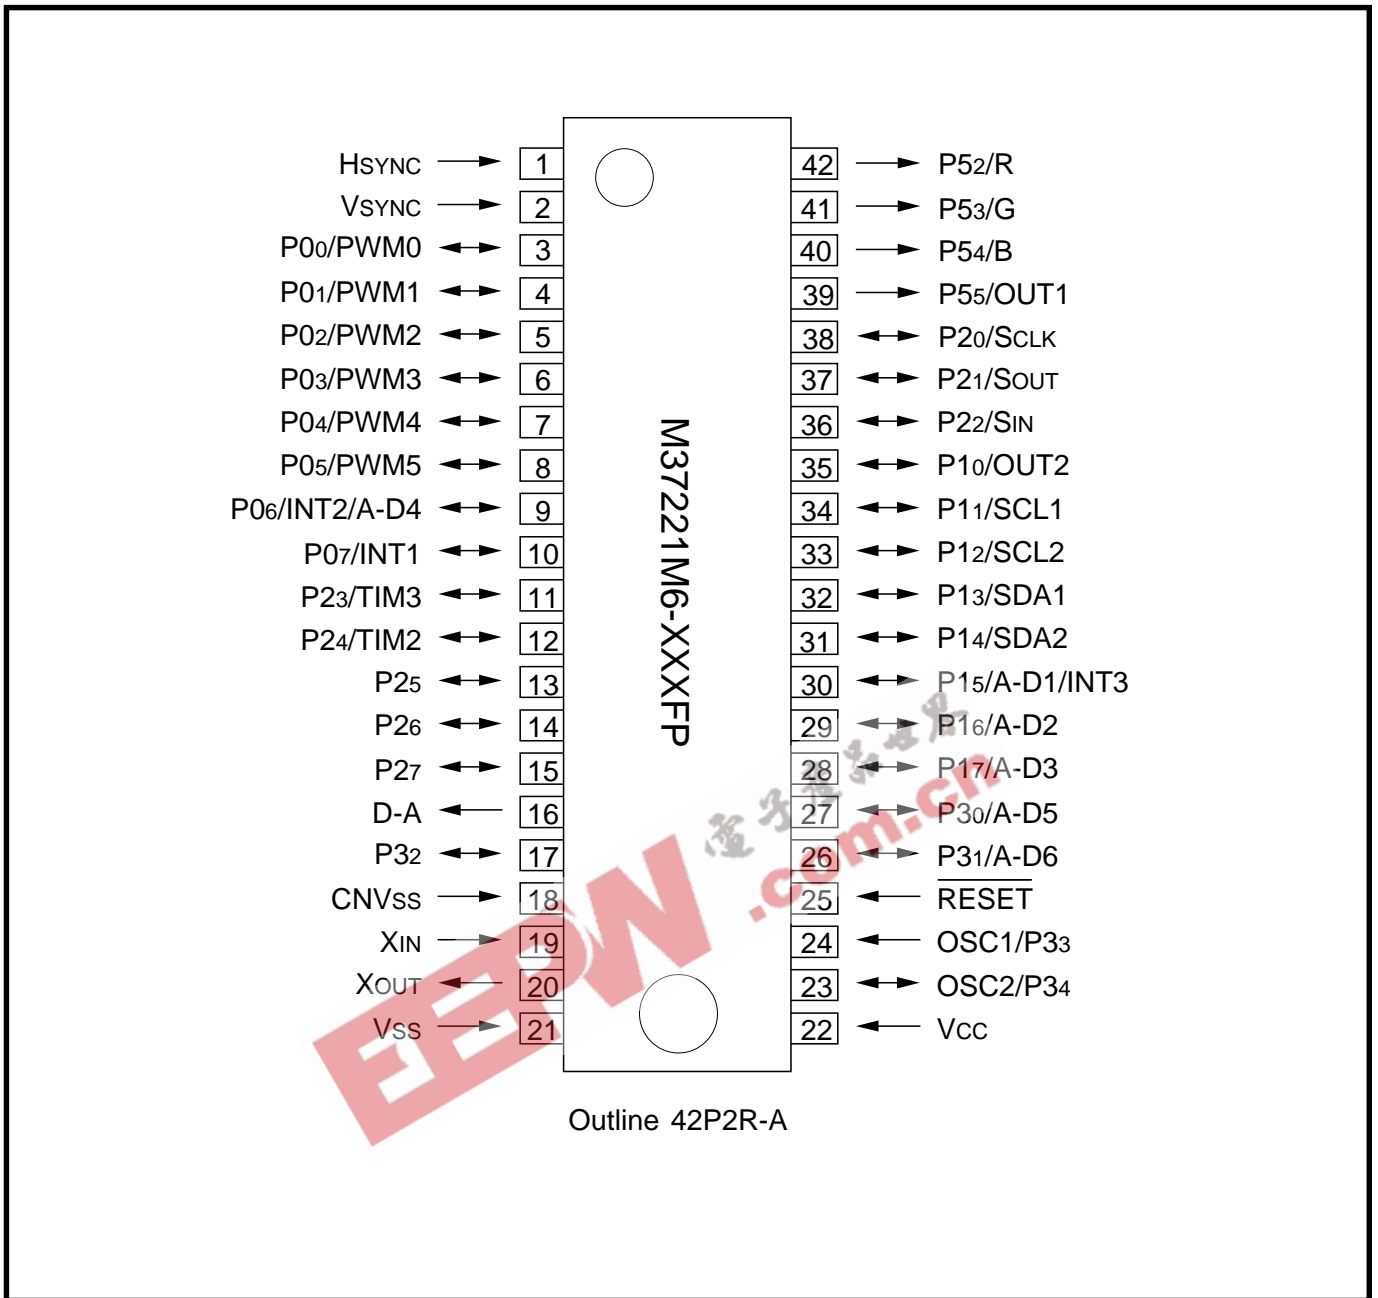 HSYNC 1 42 P52/R
VSYNC 2 41 P53/G
P00/PWM0 3 40 P54/B
P01/PWM1 4 39 P55/OUT1
P02/PWM2 5 38 P20/SCLK
P03/PWM3 6 37 P21/SOUT
P04/PWM4 7 36 P22/SIN
P05/PWM5 8 35 P10/OUT2
P06/INT2/A-D4 9 34 P11/SCL1
P07/INT1 10 33 P12/SCL2
P23/TIM3 11 32 P13/SDA1
P24/TIM2 12 31 P14/SDA2
P25 13 30 P15/A-D1/INT3
P26 14 29 P16/A-D2
P27 15 28 P17/A-D3
D-A 16 27 P30/A-D5
P32 17 26 P31/A-D6
CNVSS 18 25 RESET
XIN 19 24 OSC1/P33
XOUT 20 23 OSC2/P34
VSS 21 22 VCC
M37221M6-XXXFP
EEPW .com.cn
電子產品世界
Outline 42P2R-A